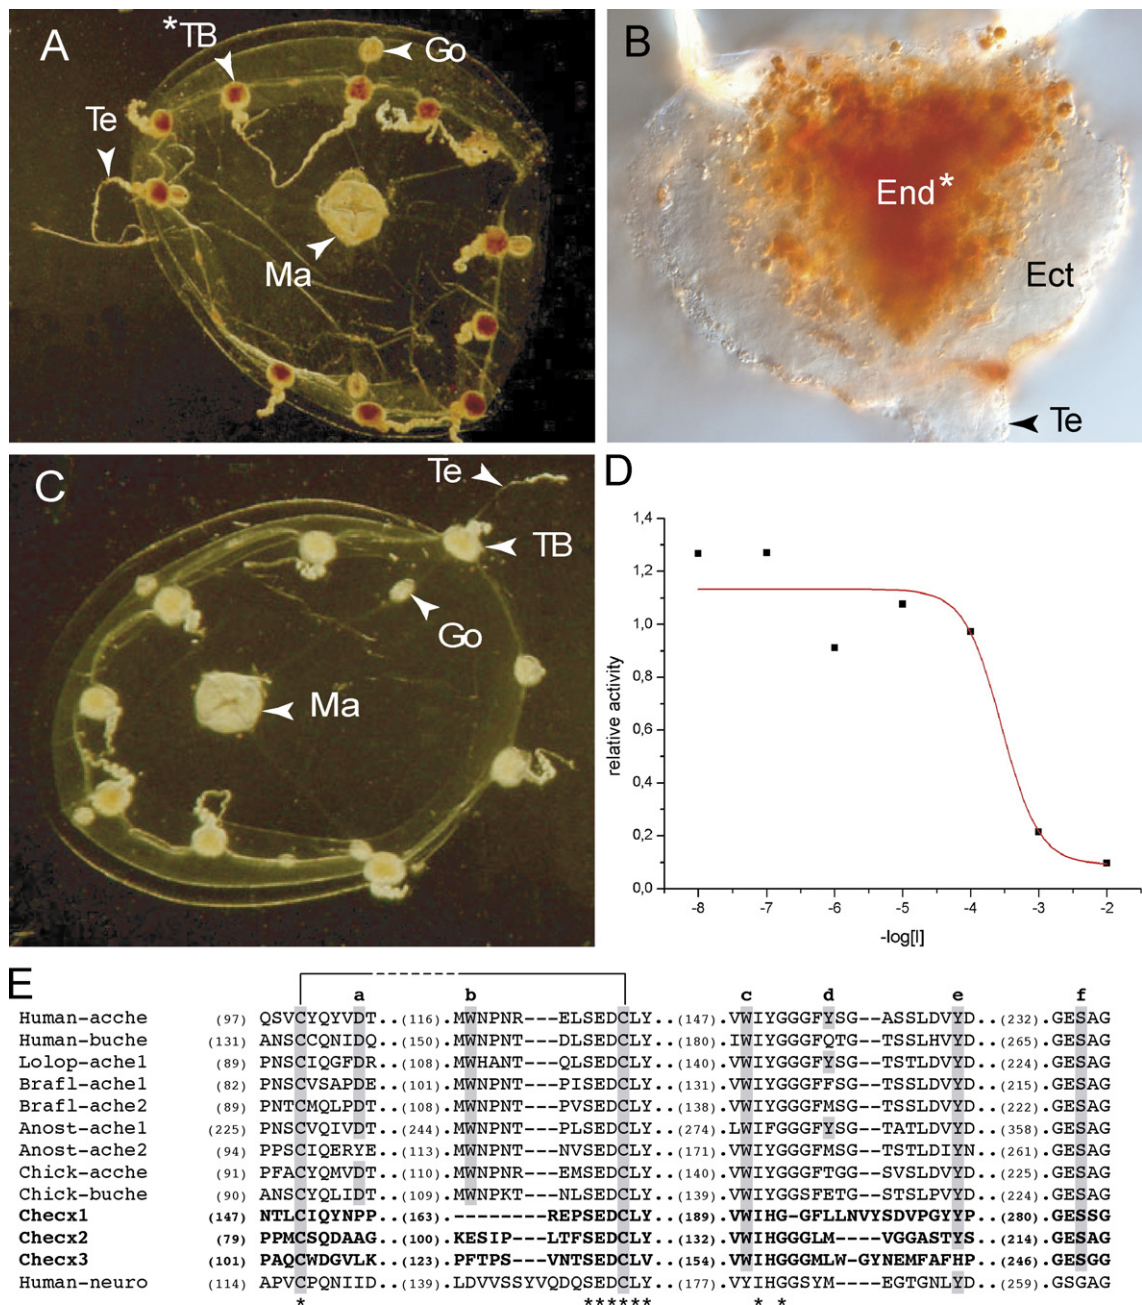 A
*TB
Go
Te
Ma
B
End*
Ect
Te
C
Te
TB
Go
Ma
D
1,4
1,2
1,0
0,8
0,6
0,4
0,2
0,0
relative activity
-8 -7 -6 -5 -4 -3 -2
-log[I]
E
a b c d e f
Human-acche (97) QSVCYQYVDT..(116)MWNPNR---ELSEDCLY..(147).VWIYGGGFYSG--ASSLDVYD..(232).GESAG
Human-buche (131) ANSCCQNIDQ..(150)MWNPNT---DLSEDCLY..(180).IWIYGGGFQTG--TSSLHVYD..(265).GESAG
Lolop-ache1 (89) PNSCIQGFDR..(108)MWHANT---QLSEDCLY..(140).VWIYGGGFYSG--TSTLDVYD..(224).GESAG
Brafl-ache1 (82) PNSCVSAPDE..(101)MWNPNT---PISEDCLY..(131).VWIYGGGFFSG--TSSLDVYD..(215).GESAG
Brafl-ache2 (89) PNTCMQLPDT..(108)MWNPNT---PVSEDCLY..(138).VWIYGGGFMSG--TSSLDVYD..(222).GESAG
Anost-ache1 (225) PNSCVQIVDT..(244)MWNPNT---PLSEDCLY..(274).LWIFGGGFYSG--TATLDVYD..(358).GESAG
Anost-ache2 (94) PPSCIQERYE..(113)MWNPNT---NVSEDCLY..(171).VWIYGGGFMSG--TSTLDIYN..(261).GESAG
Chick-acche (91) PFACYQMVDT..(110)MWNPNR---EMSEDCLY..(140).VWIYGGGFTGG--SVSLDVYD..(225).GESAG
Chick-buche (90) ANSCYQLIDT..(109)MWNPKT---NLSEDCLY..(139).VWIYGGSFETG--STSLPVYD..(224).GESAG
Checx1 (147) NTLCIQYNPP..(163)---------REPSEDCLY..(189).VWIHG-GFLLNVYSDVPGYYP..(280).GESSG
Checx2 (79) PPMCSQDAAG..(100)KESIP--LTFSEDCLY..(132).VWIHGGGLM---VGGASTYS..(214).GESAG
Checx3 (101) PAQCWDGVLK..(123)PFTPS--VNTSEDCLV..(154).VWIHGGGMLW-GYNEMFAFHP..(246).GESGG
Human-neuro (114) APVCPQNIID..(139)LDVVSSYVQDQSEDCLY..(177).VYIYGGSYM----EGTGNLYD..(259).GSGAG
* ****** * *